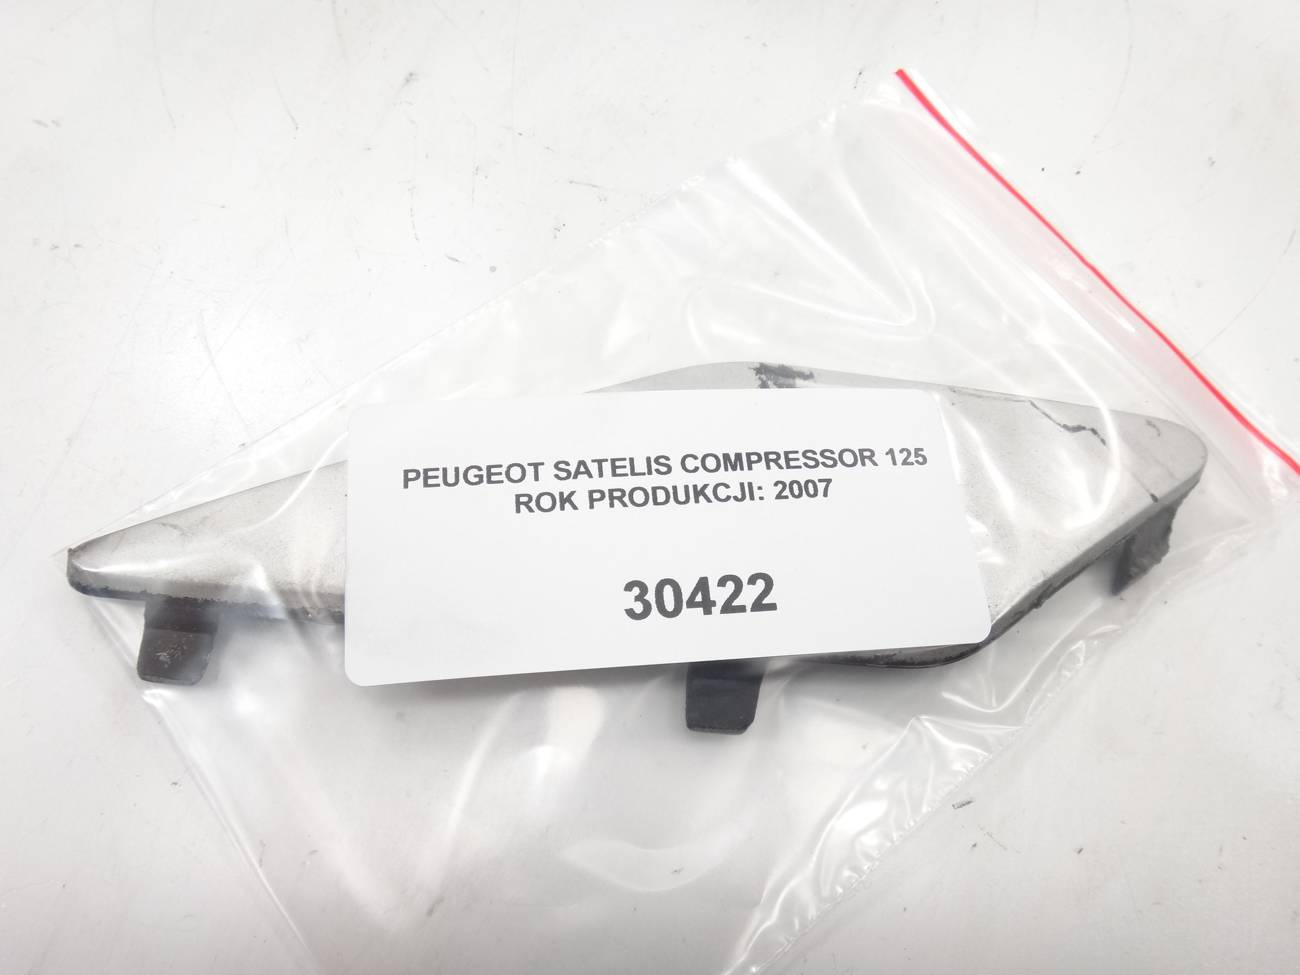 PEUGEOT SATELIS COMPRESSOR 125
ROK PRODUKCJI: 2007
30422